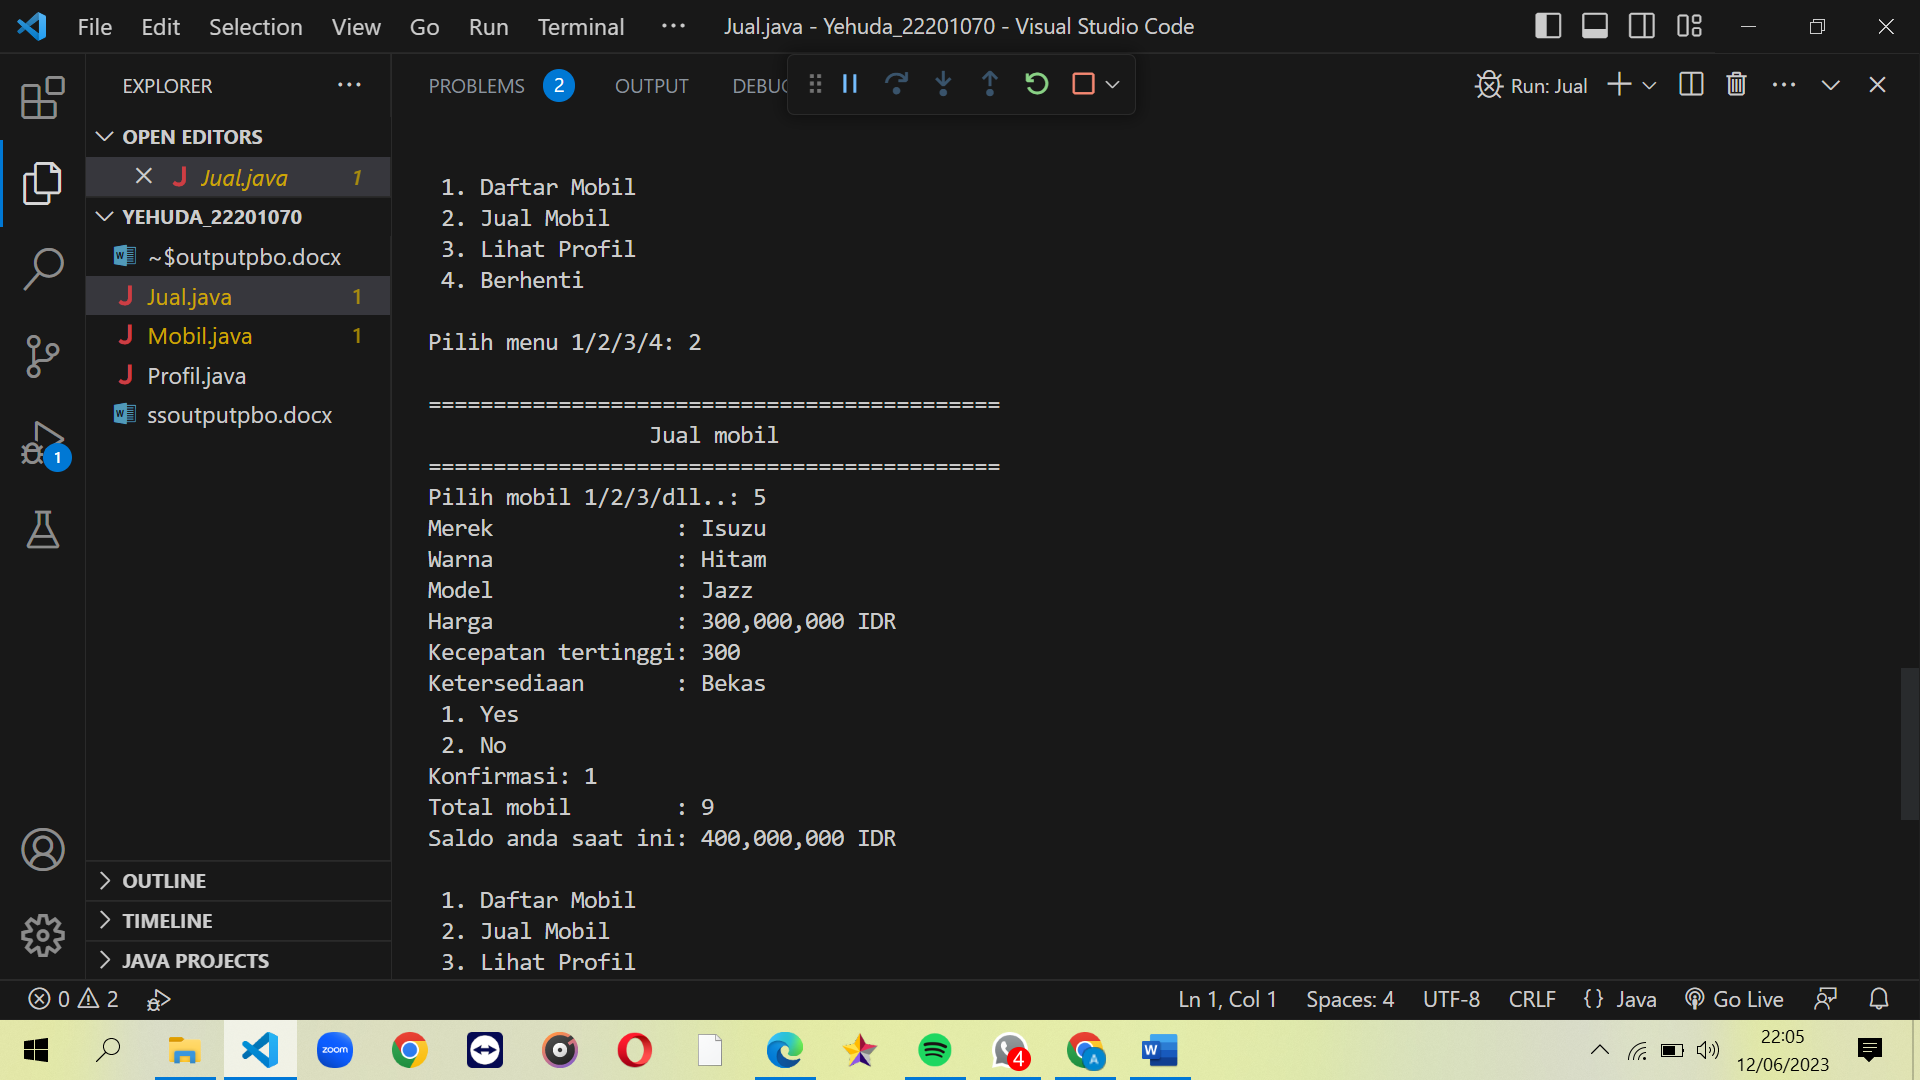 File Edit Selection View Go Run Terminal ··· Jual.java - Yehuda_22201070 - Visual Studio Code
EXPLORER ···
OPEN EDITORS
Jual.java 1
YEHUDA_22201070
~$outputpbo.docx
Jual.java 1
Mobil.java 1
Profil.java
ssoutputpbo.docx
1
OUTLINE
TIMELINE
JAVA PROJECTS
PROBLEMS 2 OUTPUT DEBUG Run: Jual
1. Daftar Mobil
2. Jual Mobil
3. Lihat Profil
4. Berhenti
Pilih menu 1/2/3/4: 2
============================================
Jual mobil
============================================
Pilih mobil 1/2/3/dll..: 5
Merek : Isuzu
Warna : Hitam
Model : Jazz
Harga : 300,000,000 IDR
Kecepatan tertinggi: 300
Ketersediaan : Bekas
1. Yes
2. No
Konfirmasi: 1
Total mobil : 9
Saldo anda saat ini: 400,000,000 IDR
1. Daftar Mobil
2. Jual Mobil
3. Lihat Profil
0 2 Ln 1, Col 1 Spaces: 4 UTF-8 CRLF {} Java Go Live
zoom 4 A W 22:05
12/06/2023